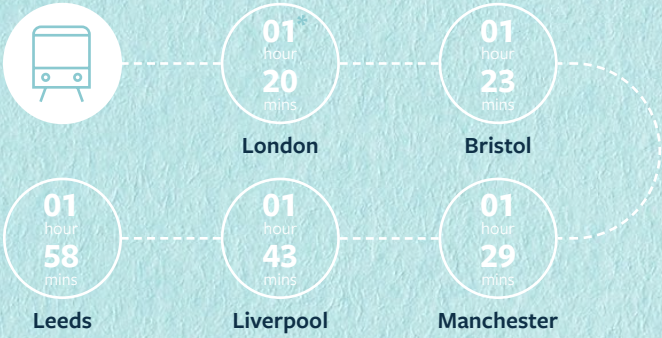 01*
hour
20
mins
London
01
hour
23
mins
Bristol
01
hour
29
mins
Manchester
01
hour
43
mins
Liverpool
01
hour
58
mins
Leeds